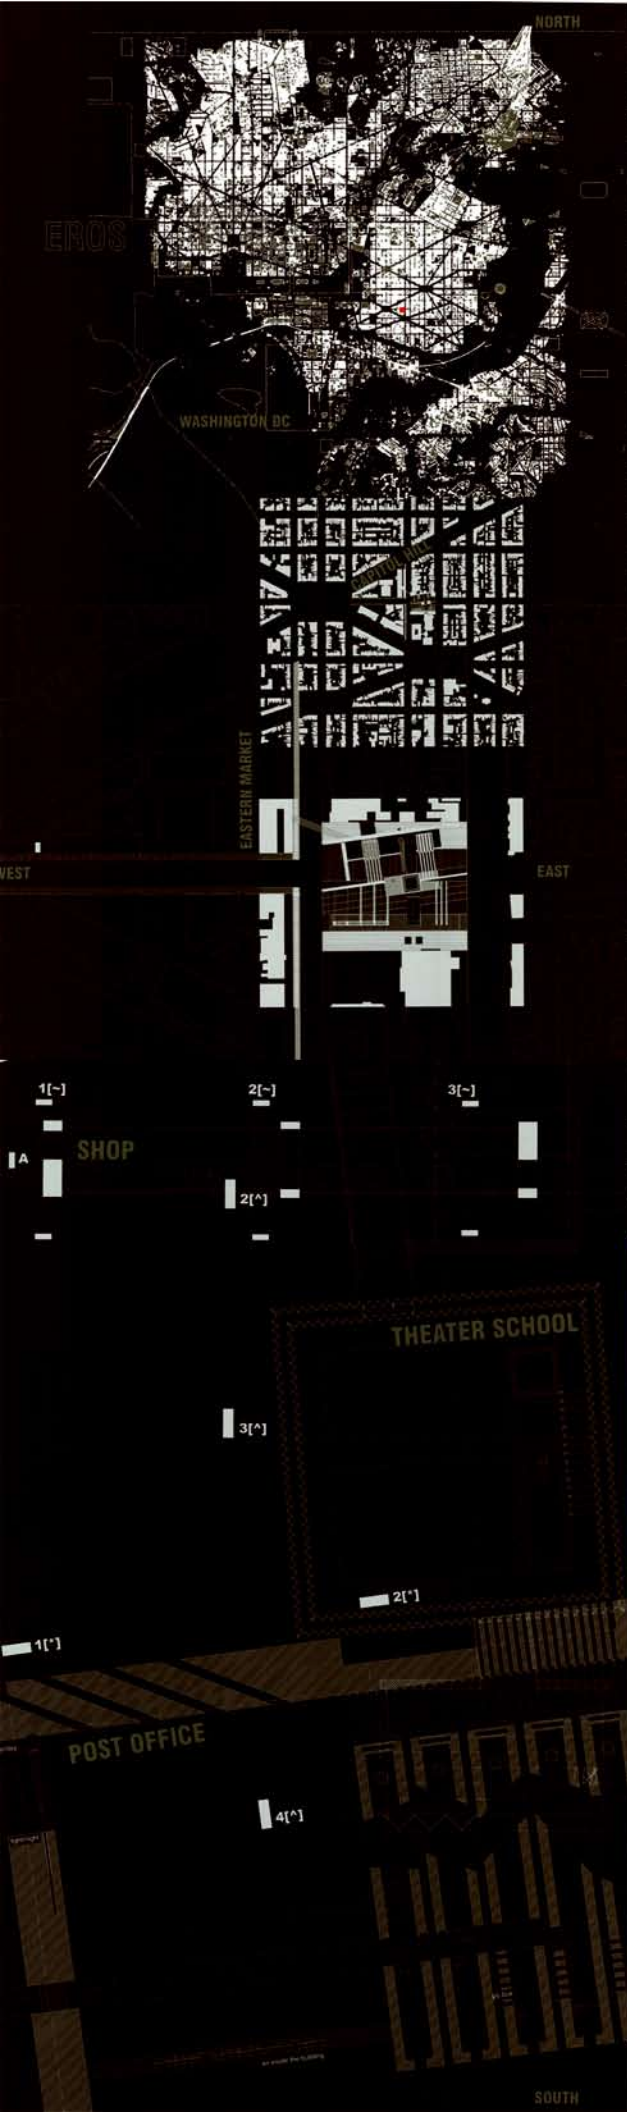 NORTH
EROS
WASHINGTON DC
CAPITOL HILL
EASTERN MARKET
WEST
EAST
1[~]
2[~]
3[~]
A
SHOP
2[^]
THEATER SCHOOL
3[^]
2[*]
1[*]
POST OFFICE
4[^]
SOUTH